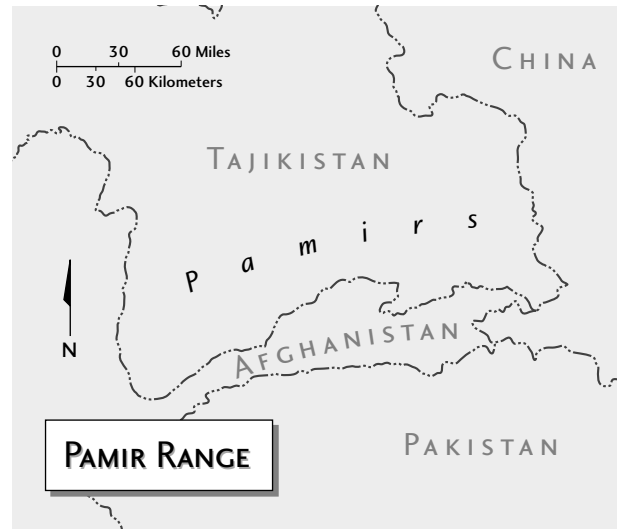 0 30 60 Miles
0 30 60 Kilometers
CHINA
TAJIKISTAN
Pamirs
N
AFGHANISTAN
PAMIR RANGE
PAKISTAN